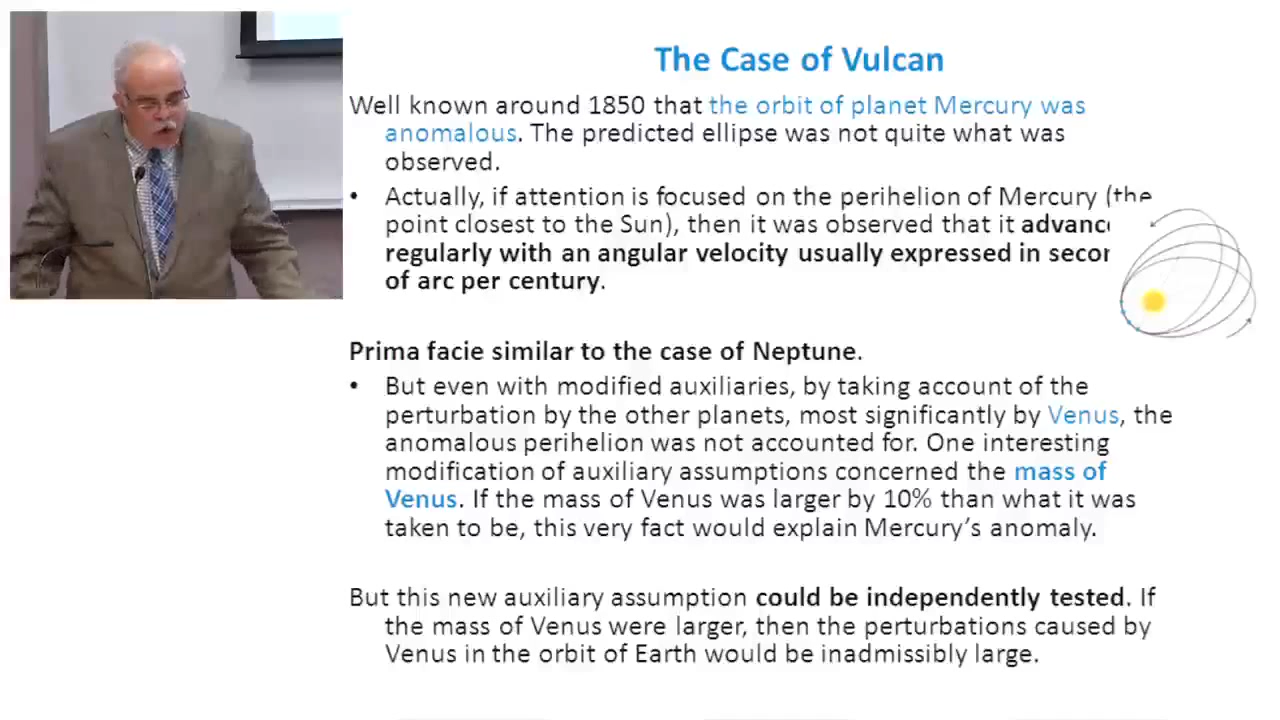 The Case of Vulcan
Well known around 1850 that the orbit of planet Mercury was
anomalous. The predicted ellipse was not quite what was
observed.
• Actually, if attention is focused on the perihelion of Mercury (the
point closest to the Sun), then it was observed that it advanc
regularly with an angular velocity usually expressed in secor
of arc per century.
Prima facie similar to the case of Neptune.
• But even with modified auxiliaries, by taking account of the
perturbation by the other planets, most significantly by Venus, the
anomalous perihelion was not accounted for. One interesting
modification of auxiliary assumptions concerned the mass of
Venus. If the mass of Venus was larger by 10% than what it was
taken to be, this very fact would explain Mercury's anomaly.
But this new auxiliary assumption could be independently tested. If
the mass of Venus were larger, then the perturbations caused by
Venus in the orbit of Earth would be inadmissibly large.